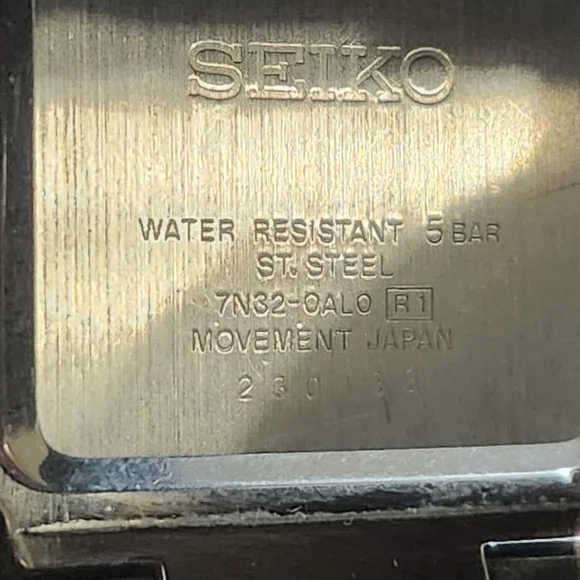 SEIKO
WATER RESISTANT 5 BAR
ST. STEEL
7N32-0AL0 R1
MOVEMENT JAPAN